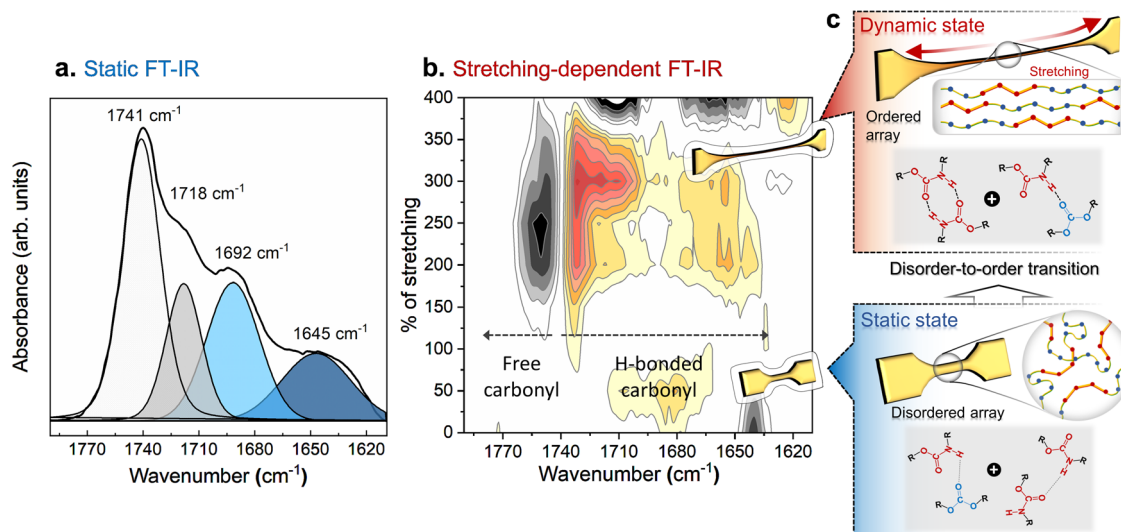 a. Static FT-IR
Absorbance (arb. units)
1741 cm-1
1718 cm-1
1692 cm-1
1645 cm-1
1770 1740 1710 1680 1650 1620
Wavenumber (cm-1)
b. Stretching-dependent FT-IR
% of stretching
400
350
300
250
200
150
100
50
0
Free
carbonyl
H-bonded
carbonyl
1770 1740 1710 1680 1650 1620
Wavenumber (cm-1)
c
Dynamic state
Stretching
Ordered
array
R O O N H R
H N O O R
R O O N H R
O O O R R
Disorder-to-order transition
Static state
Disordered array
R O O N H R
O O O R R
R O O N H R
R O O N H R